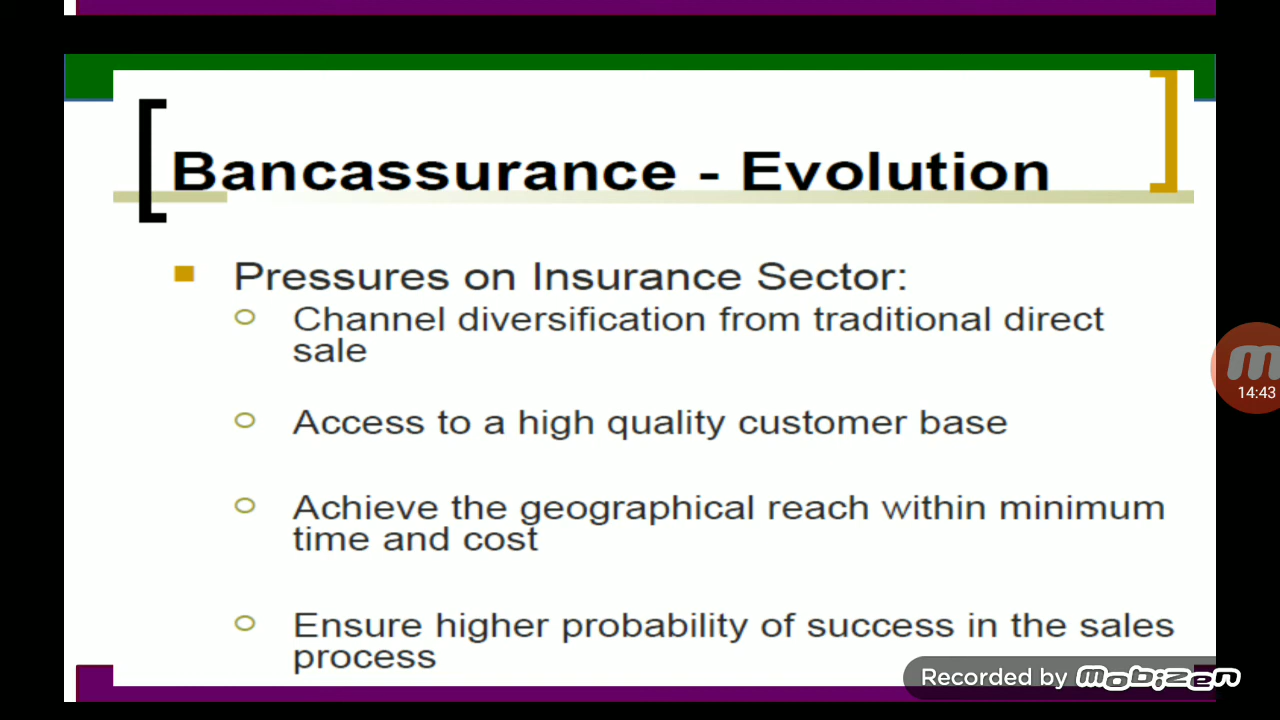 Bancassurance - Evolution
Pressures on Insurance Sector:
Channel diversification from traditional direct
sale
Access to a high quality customer base
Achieve the geographical reach within minimum
time and cost
Ensure higher probability of success in the sales
process
14:43
Recorded by mobizen